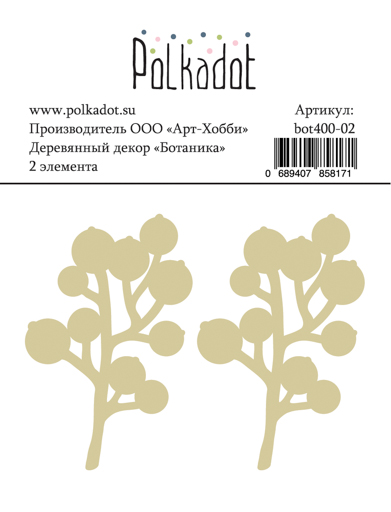 Polkadot
www.polkadot.su
Производитель ООО «Арт-Хобби»
Деревянный декор «Ботаника»
2 элемента
Артикул:
bot400-02
0 689407 858171